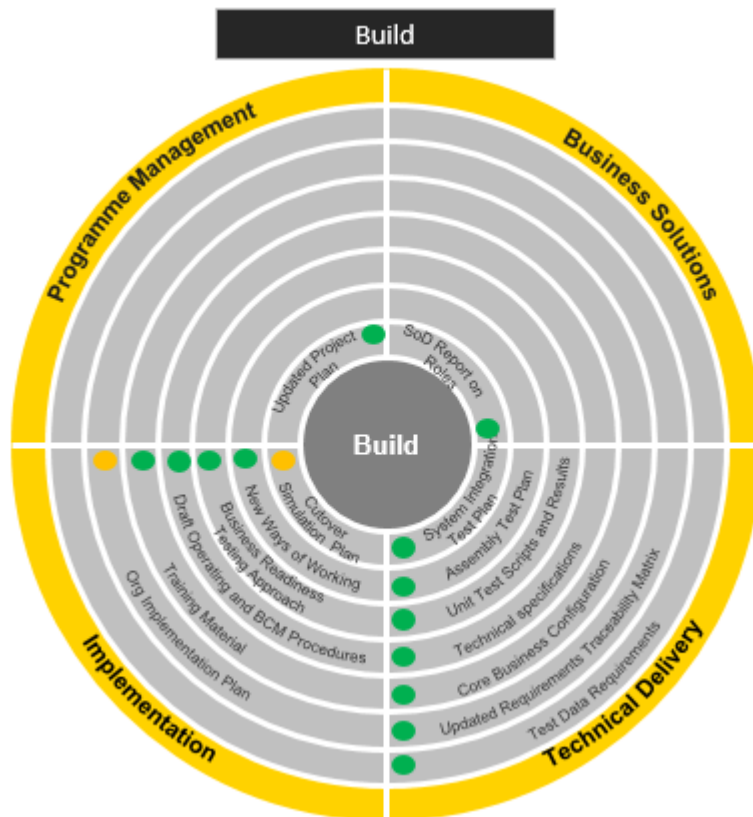 Build
Programme Management
Business Solutions
Updated Project
Plan
SoD Report on
Roles
Build
System Integration
Test Plan
Assembly Test Plan
Unit Test Scripts and Results
Technical specifications
Core Business Configuration
Updated Requirements Traceability Matrix
Test Data Requirements
Technical Delivery
Cutover
Simulation Plan
New Ways of Working
Business Readiness
Testing Approach
Draft Operating and BCM Procedures
Training Material
Org Implementation Plan
Implementation